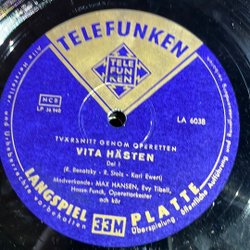 TELEFUNKEN
TELE
FUN
KEN
NCB
LP
LA 6038
TVÄRSNITT GENOM OPERETTEN
VITA HÄSTEN
Del 1
(R. Benatzky - R. Stolz - Karl Ewert)
Medverkande: MAX HANSEN, Evy Tibell,
Hasse Funck, Operettorkester
och kör
LANGSPIEL 33M PLATTE